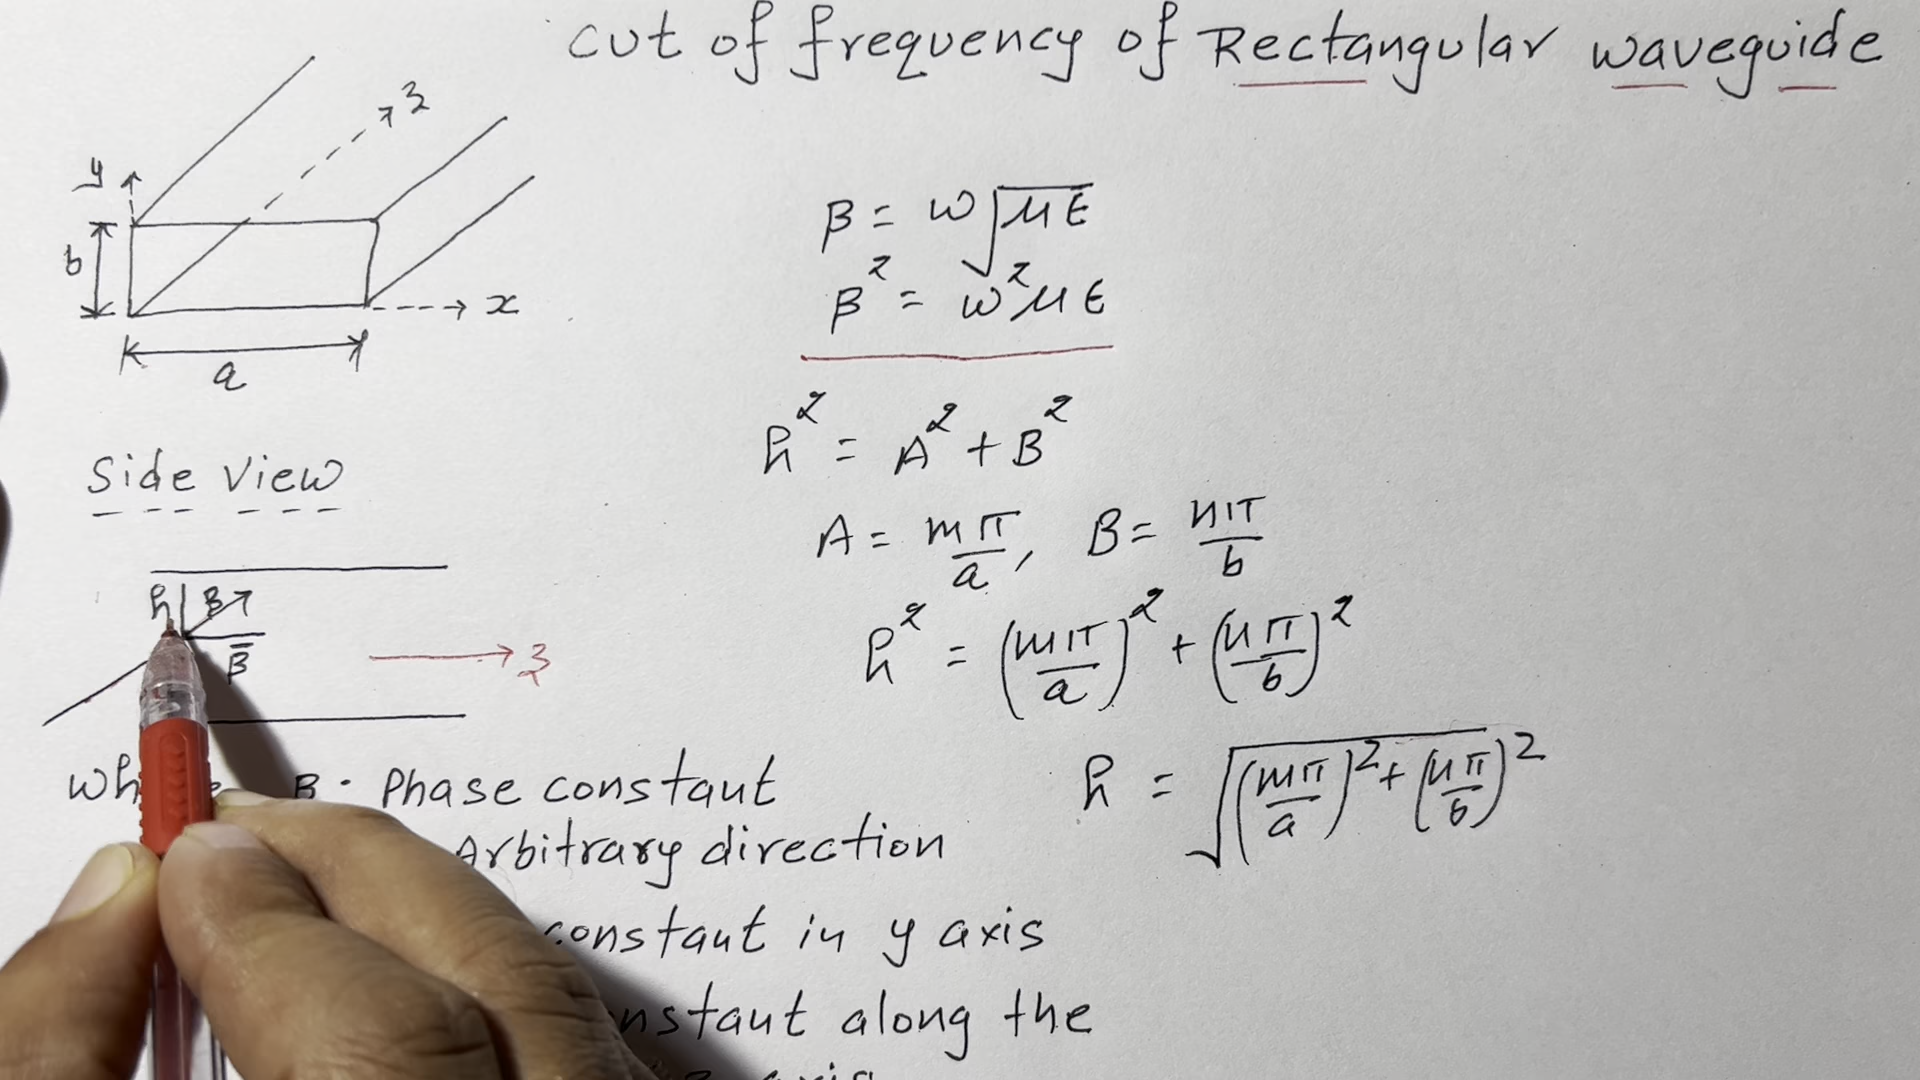 Cut of frequency of Rectangular waveguide
z
y
b
x
a
β = ω√με
β² = ω²με
Side View
h² = A² + B²
A = mπ/a, B = nπ/b
h β
β̄
z
h² = (mπ/a)² + (nπ/b)²
h = √(mπ/a)² + (nπ/b)²
β · Phase constant
Arbitrary direction
constant in y axis
along the
axis